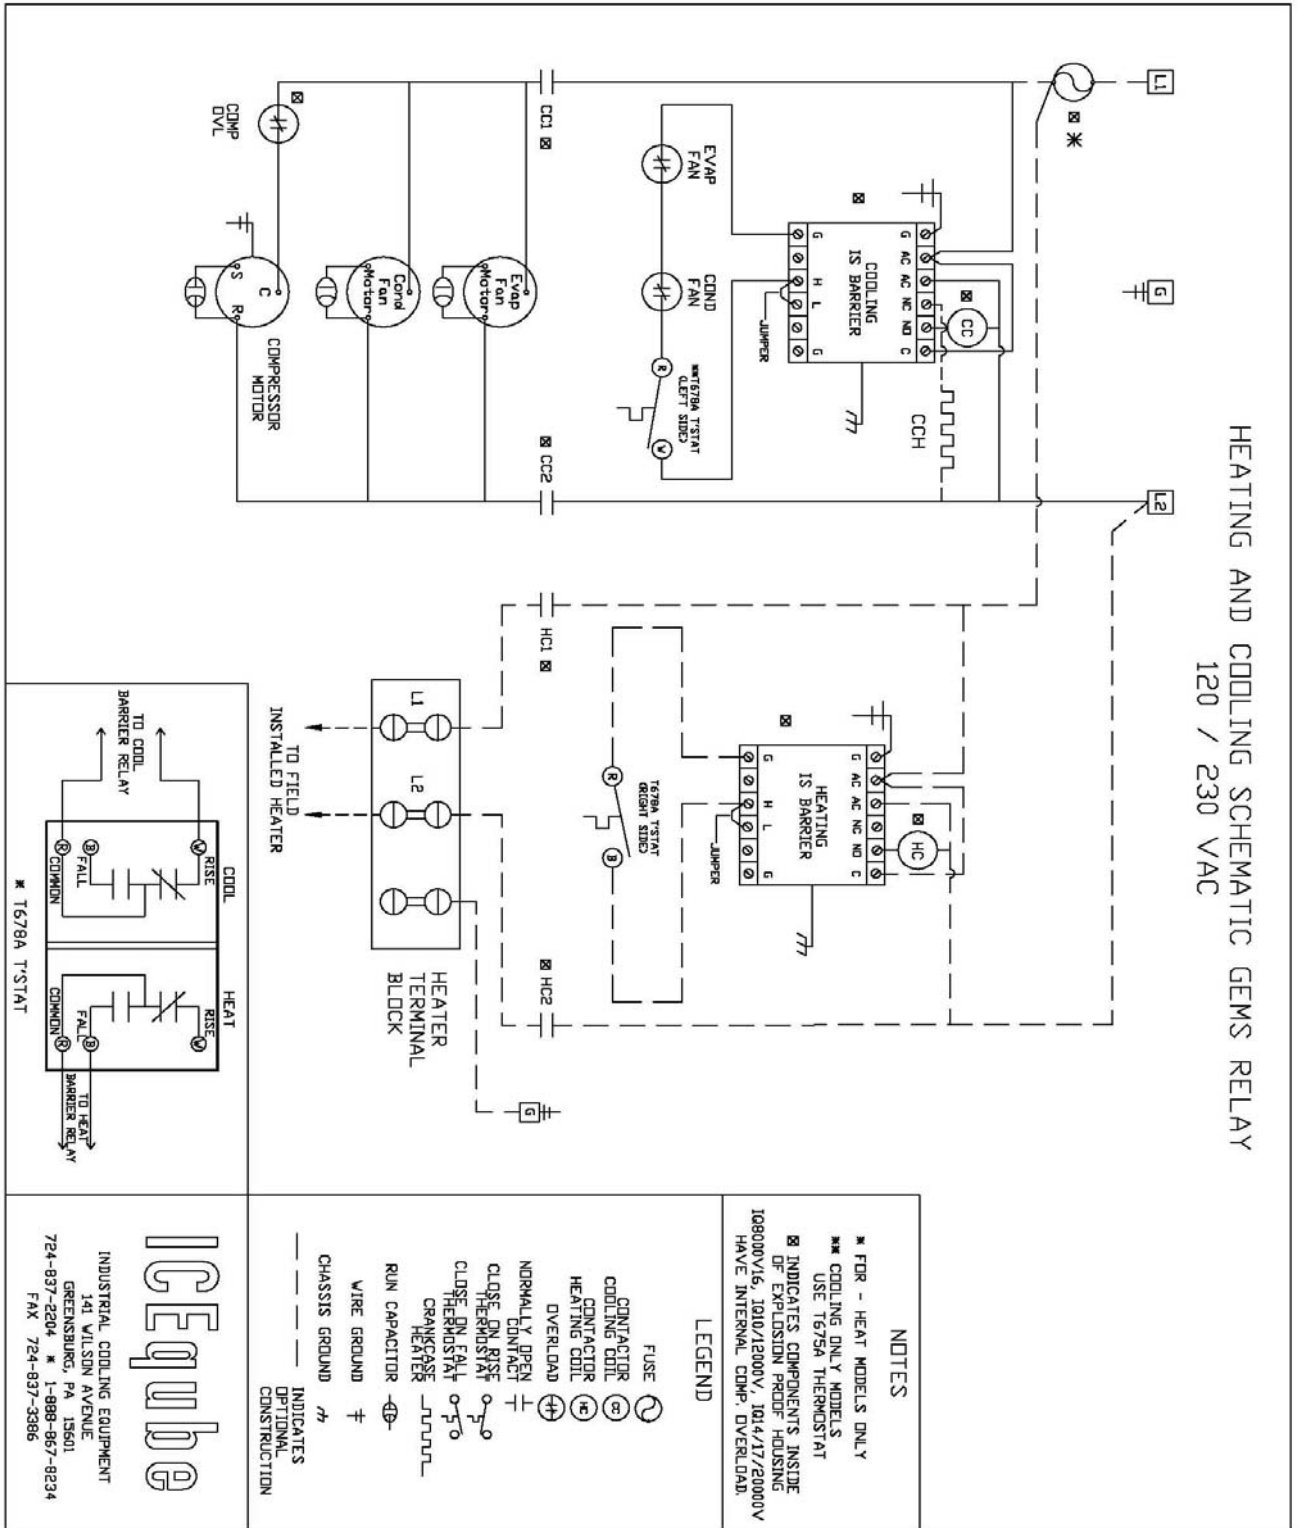 HEATING AND COOLING SCHEMATIC GEMS RELAY
120 / 230 VAC
L1
G
L2
CCH
G AC AC NC NO C
CC
COOLING
IS BARRIER
G H L G
JUMPER
EVAP
FAN
COND
FAN
**T678A T'STAT
(LEFT SIDE)
R
W
CC1
CC2
Evap
Fan
Motor
Cond
Fan
Motor
COMP
OVL
C
S
R
COMPRESSOR
MOTOR
G AC AC NC NO C
HC
HEATING
IS BARRIER
G H L G
JUMPER
T678A T'STAT
(RIGHT SIDE)
R
B
HC1
HC2
L1
L2
HEATER
TERMINAL
BLOCK
G
TO FIELD
INSTALLED HEATER
TO COOL
BARRIER RELAY
COOL
RISE
W
FALL
B
COMMON
R
HEAT
RISE
W
FALL
B
COMMON
R
TO HEAT
BARRIER RELAY
* T678A T'STAT
NOTES
* FOR - HEAT MODELS ONLY
** COOLING ONLY MODELS
USE T675A THERMOSTAT
INDICATES COMPONENTS INSIDE
OF EXPLOSION PROOF HOUSING
IQ8000V16, IQ10/12000V, IQ14/17/20000V
HAVE INTERNAL COMP. OVERLOAD.
LEGEND
FUSE
CONTACTOR
COOLING COIL
CC
CONTACTOR
HEATING COIL
HC
OVERLOAD
NORMALLY OPEN
CONTACT
CLOSE ON RISE
THERMOSTAT
CLOSE ON FALL
THERMOSTAT
CRANKCASE
HEATER
RUN CAPACITOR
WIRE GROUND
CHASSIS GROUND
INDICATES
OPTIONAL
CONSTRUCTION
ICEqube
INDUSTRIAL COOLING EQUIPMENT
141 WILSON AVENUE
GREENSBURG, PA 15601
724-837-2204 * 1-888-867-8234
FAX 724-837-3386